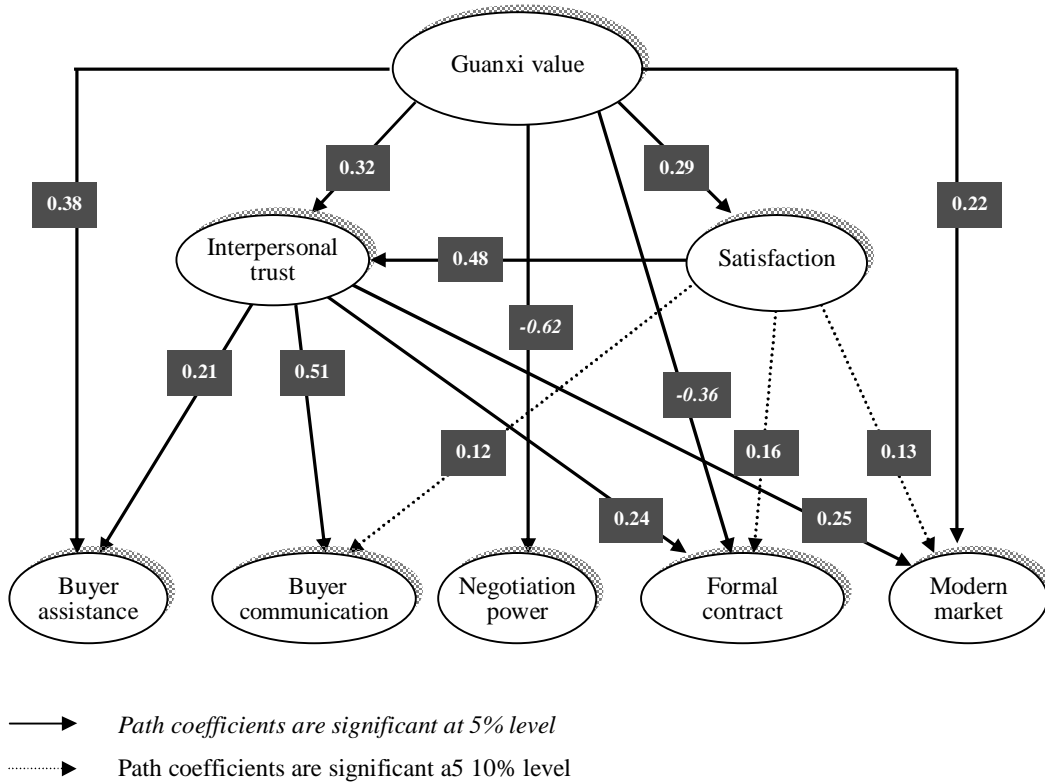 Guanxi value
0.32
0.29
0.38
0.22
Interpersonal
trust
Satisfaction
0.48
-0.62
0.21
0.51
-0.36
0.12
0.16
0.13
0.24
0.25
Buyer
assistance
Buyer
communication
Negotiation
power
Formal
contract
Modern
market
Path coefficients are significant at 5% level
Path coefficients are significant a5 10% level